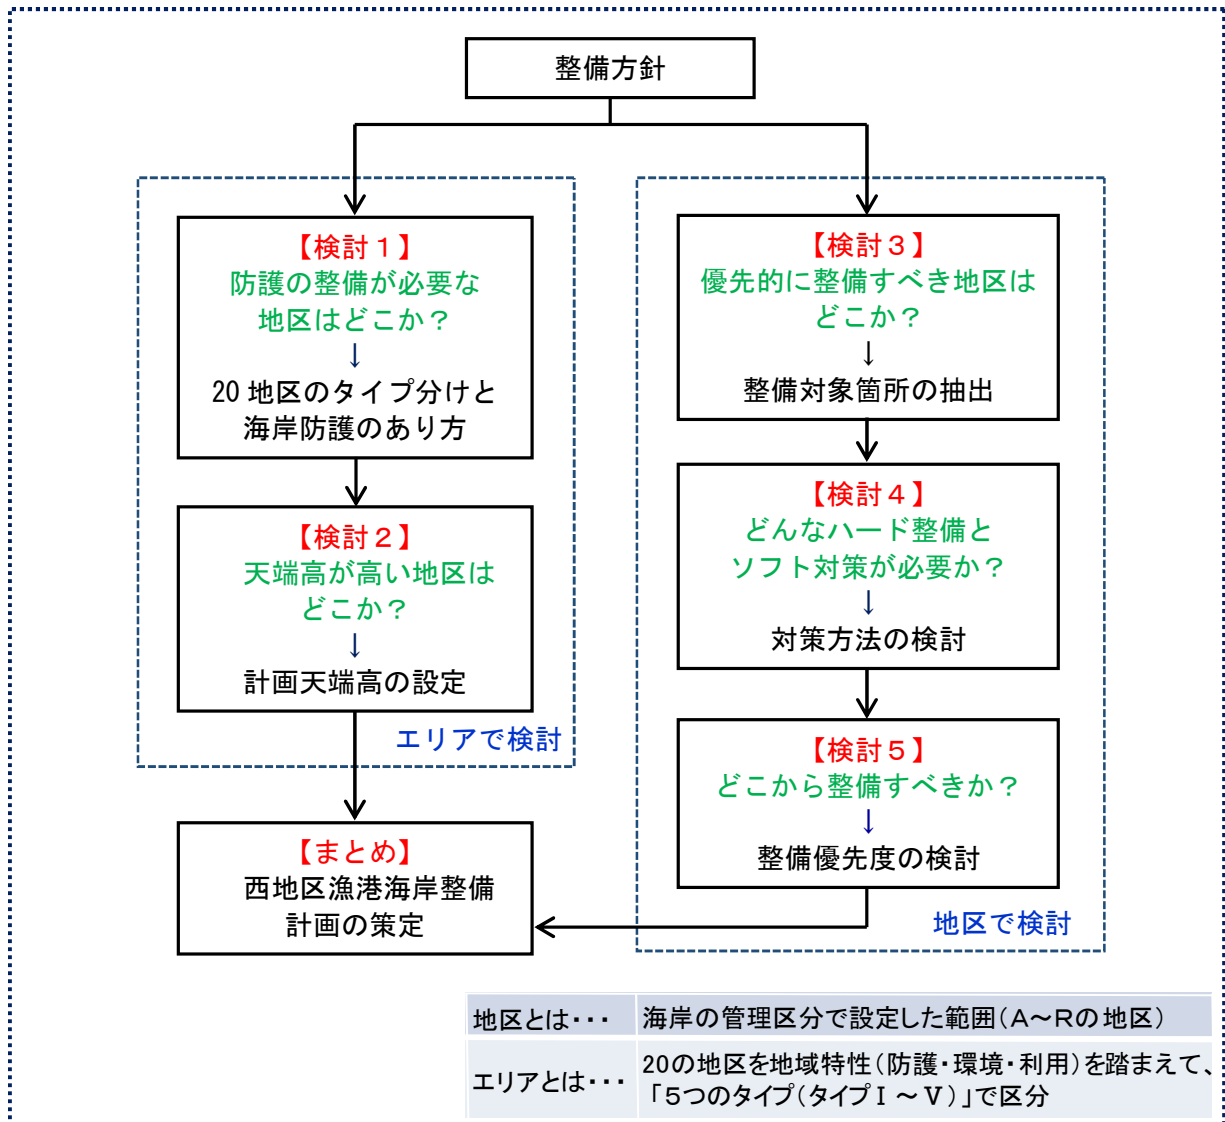 整備方針
【検討１】
防護の整備が必要な
地区はどこか？
↓
20 地区のタイプ分けと
海岸防護のあり方
【検討２】
天端高が高い地区は
どこか？
↓
計画天端高の設定
エリアで検討
【まとめ】
西地区漁港海岸整備
計画の策定
【検討３】
優先的に整備すべき地区は
どこか？
↓
整備対象箇所の抽出
【検討４】
どんなハード整備と
ソフト対策が必要か？
↓
対策方法の検討
【検討５】
どこから整備すべきか？
↓
整備優先度の検討
地区で検討
地区とは・・・ 海岸の管理区分で設定した範囲（Ａ～Ｒの地区）
エリアとは・・・ 20の地区を地域特性（防護・環境・利用）を踏まえて、
「５つのタイプ（タイプⅠ～Ⅴ）」で区分